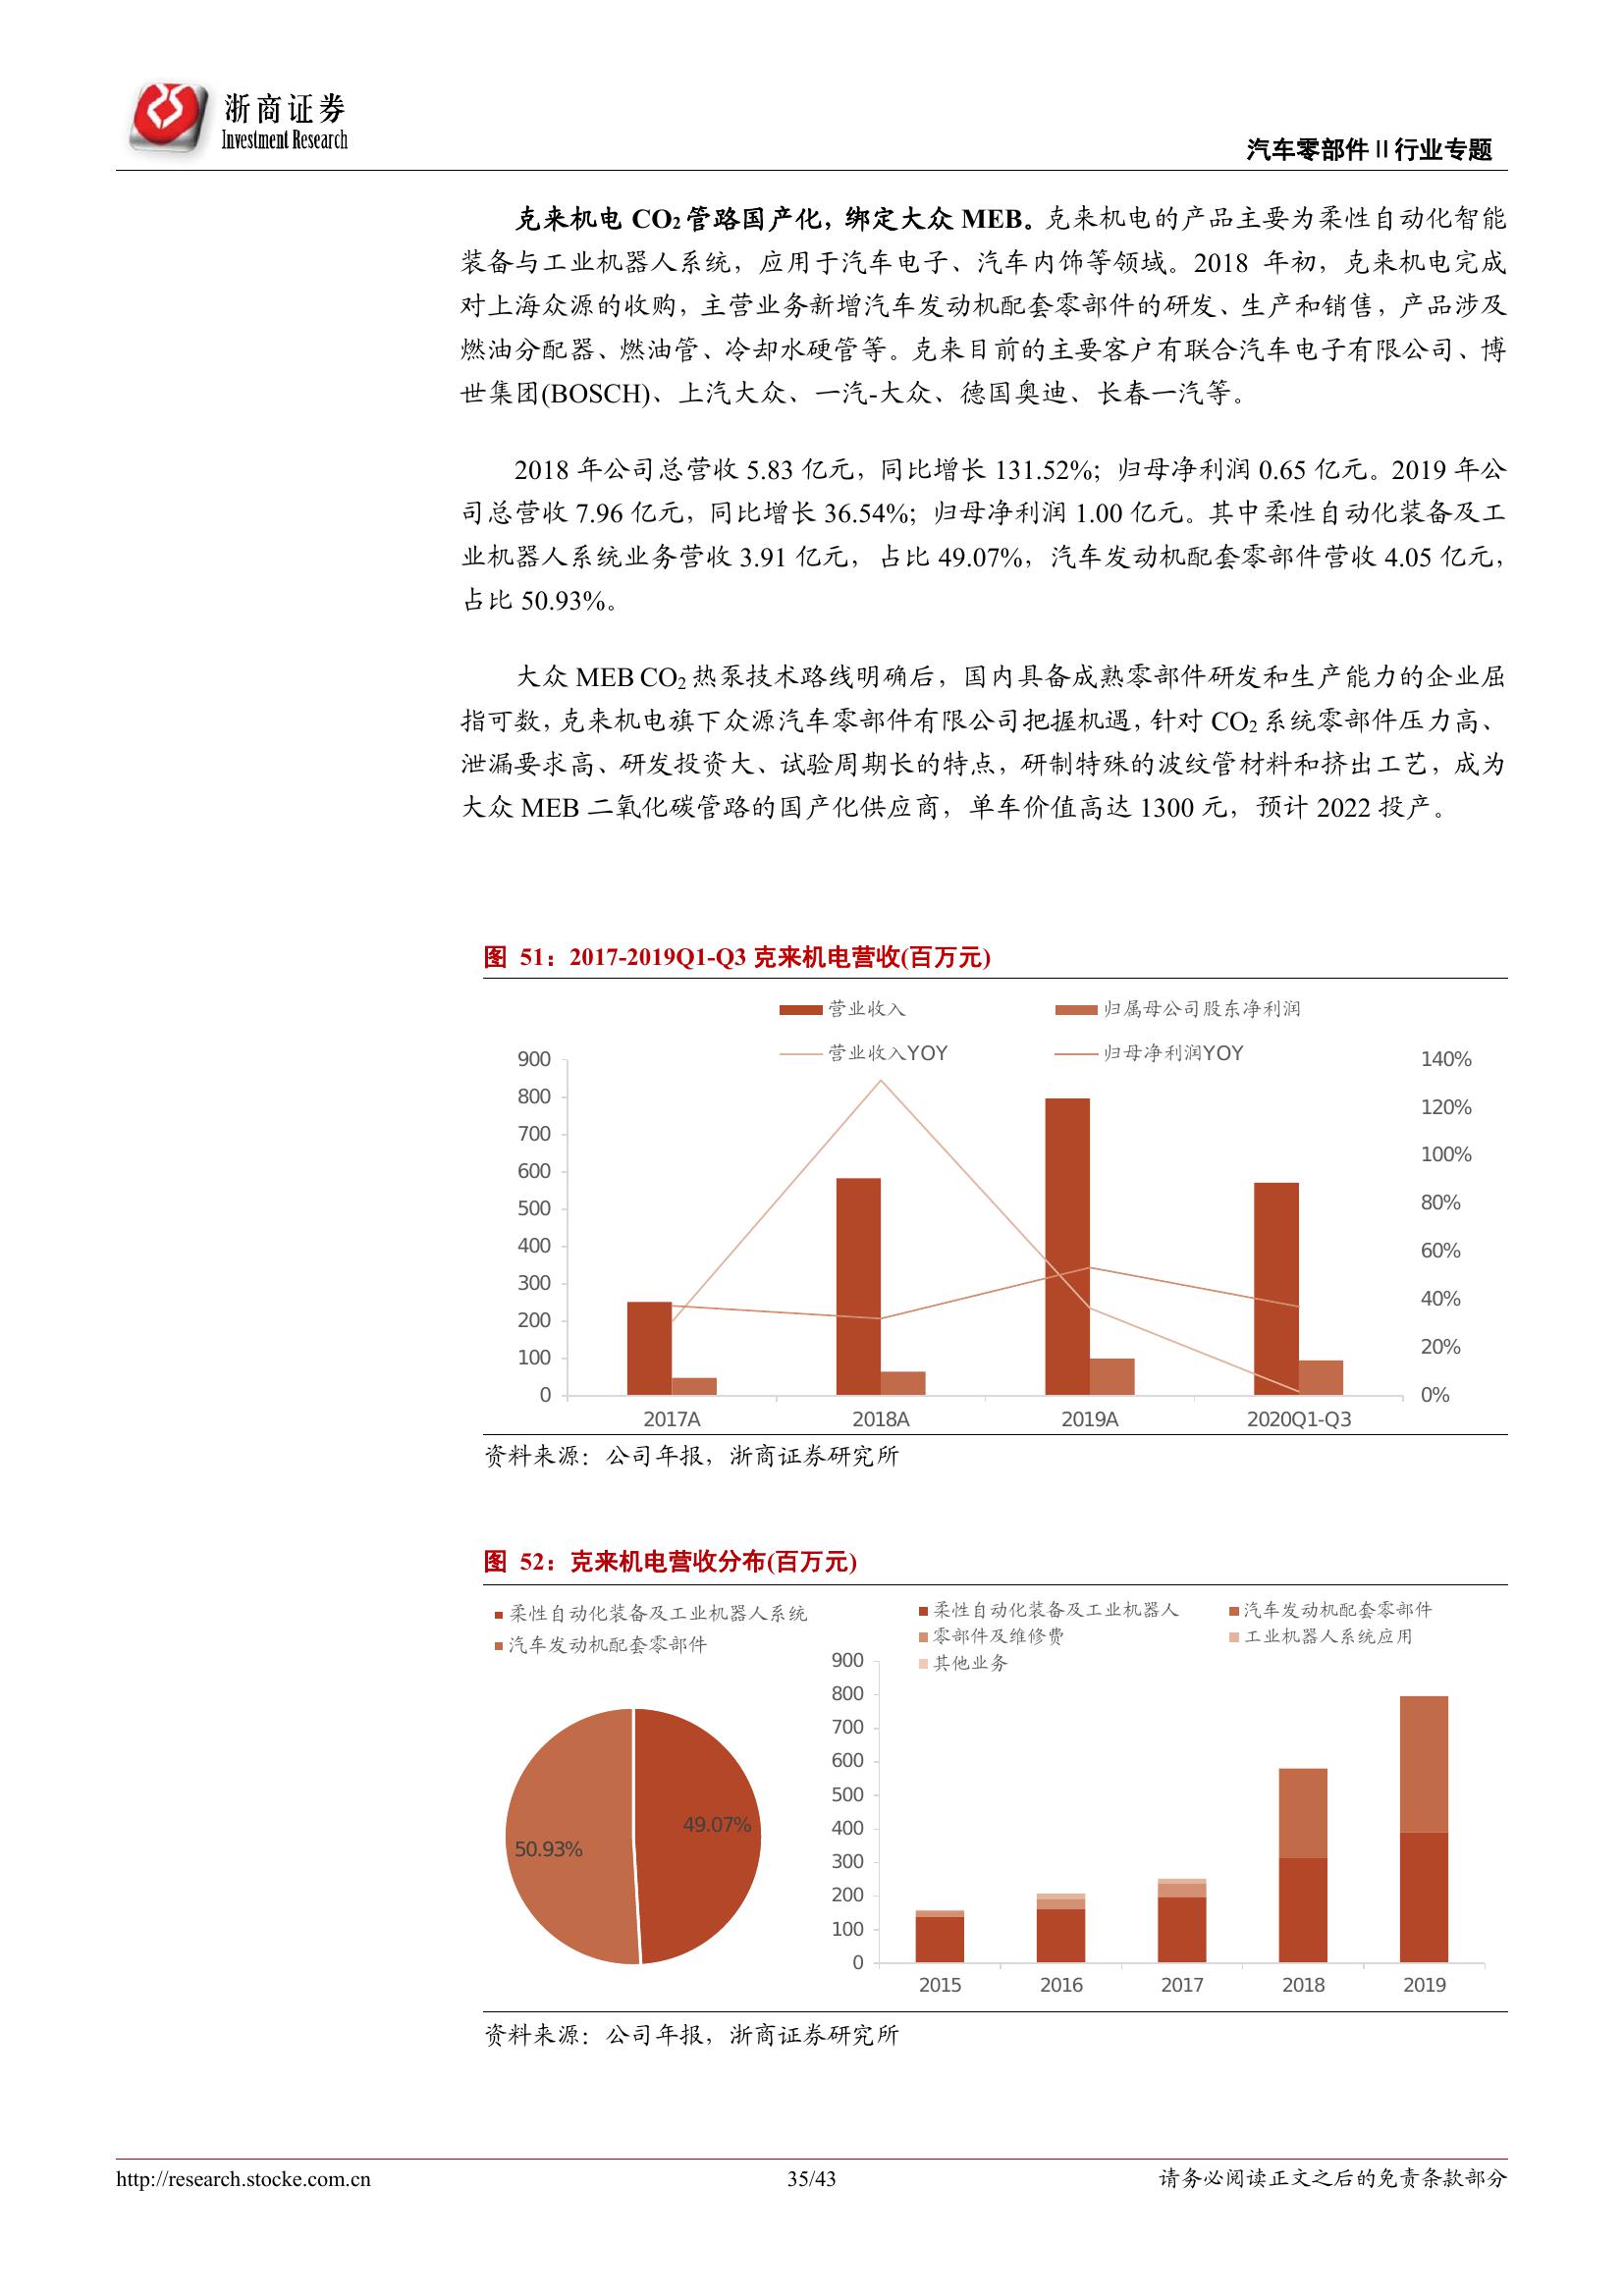 浙商证券
Investment Research
汽车零部件Ⅱ行业专题
克来机电 CO₂ 管路国产化，绑定大众 MEB。克来机电的产品主要为柔性自动化智能
装备与工业机器人系统，应用于汽车电子、汽车内饰等领域。2018 年初，克来机电完成
对上海众源的收购，主营业务新增汽车发动机配套零部件的研发、生产和销售，产品涉及
燃油分配器、燃油管、冷却水硬管等。克来目前的主要客户有联合汽车电子有限公司、博
世集团(BOSCH)、上汽大众、一汽-大众、德国奥迪、长春一汽等。
2018 年公司总营收 5.83 亿元，同比增长 131.52%；归母净利润 0.65 亿元。2019 年公
司总营收 7.96 亿元，同比增长 36.54%；归母净利润 1.00 亿元。其中柔性自动化装备及工
业机器人系统业务营收 3.91 亿元，占比 49.07%，汽车发动机配套零部件营收 4.05 亿元，
占比 50.93%。
大众 MEB CO₂ 热泵技术路线明确后，国内具备成熟零部件研发和生产能力的企业屈
指可数，克来机电旗下众源汽车零部件有限公司把握机遇，针对 CO₂ 系统零部件压力高、
泄漏要求高、研发投资大、试验周期长的特点，研制特殊的波纹管材料和挤出工艺，成为
大众 MEB 二氧化碳管路的国产化供应商，单车价值高达 1300 元，预计 2022 投产。
图 51：2017-2019Q1-Q3 克来机电营收(百万元)
营业收入 归属母公司股东净利润
营业收入YOY 归母净利润YOY
900 140%
800 120%
700 100%
600 80%
500 60%
400 40%
300 20%
200 0%
100
0
2017A 2018A 2019A 2020Q1-Q3
资料来源：公司年报，浙商证券研究所
图 52：克来机电营收分布(百万元)
柔性自动化装备及工业机器人系统
汽车发动机配套零部件
49.07%
50.93%
柔性自动化装备及工业机器人 汽车发动机配套零部件
零部件及维修费 工业机器人系统应用
其他业务
900
800
700
600
500
400
300
200
100
0
2015 2016 2017 2018 2019
资料来源：公司年报，浙商证券研究所
http://research.stocke.com.cn 35/43 请务必阅读正文之后的免责条款部分